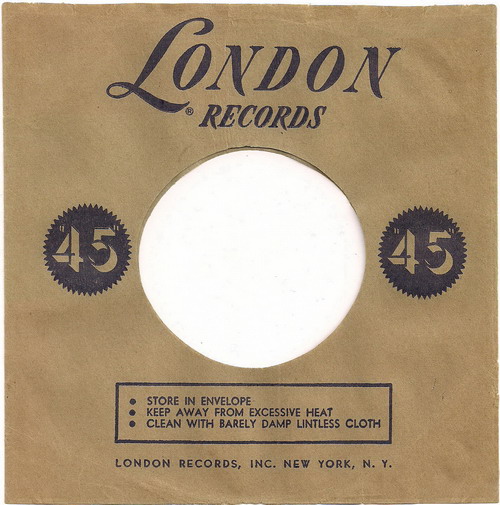 LONDON
® RECORDS
"45"
"45"
• STORE IN ENVELOPE
• KEEP AWAY FROM EXCESSIVE HEAT
• CLEAN WITH BARELY DAMP LINTLESS CLOTH
LONDON RECORDS, INC. NEW YORK, N. Y.